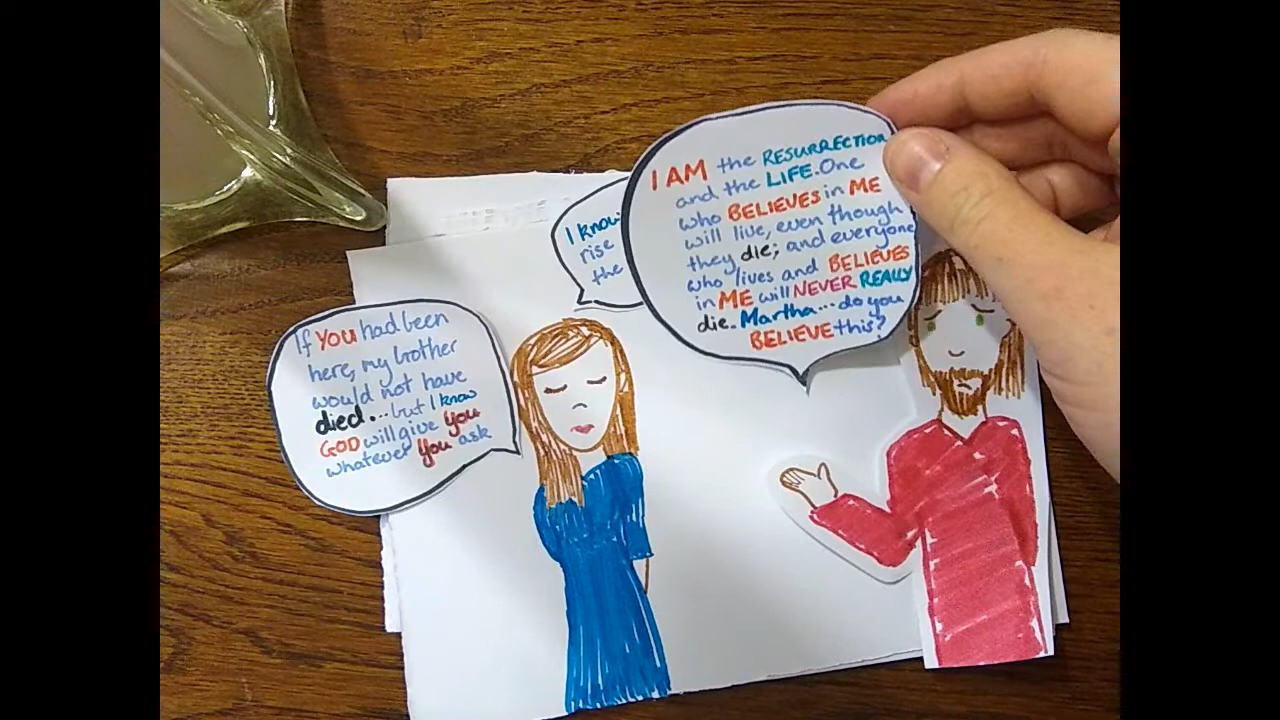 If YOU had been
here, my brother
would not have
died...but I know
GOD will give You
whatever You ask
I know
rise
the
I AM the RESURRECTION
and the LIFE. One
who BELIEVES in ME
will live, even though
they die; and everyone
who lives and BELIEVES
in ME will NEVER REALLY
die. Martha... do you
BELIEVE this?